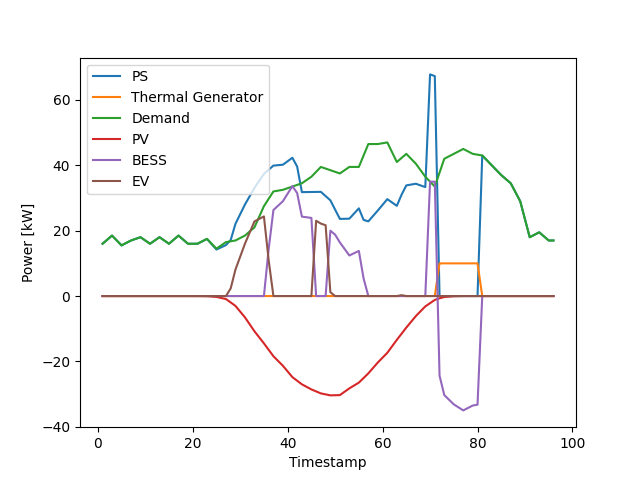 PS
Thermal Generator
Demand
PV
BESS
EV
Power [kW]
60
40
20
0
−20
−40
0 20 40 60 80 100
Timestamp